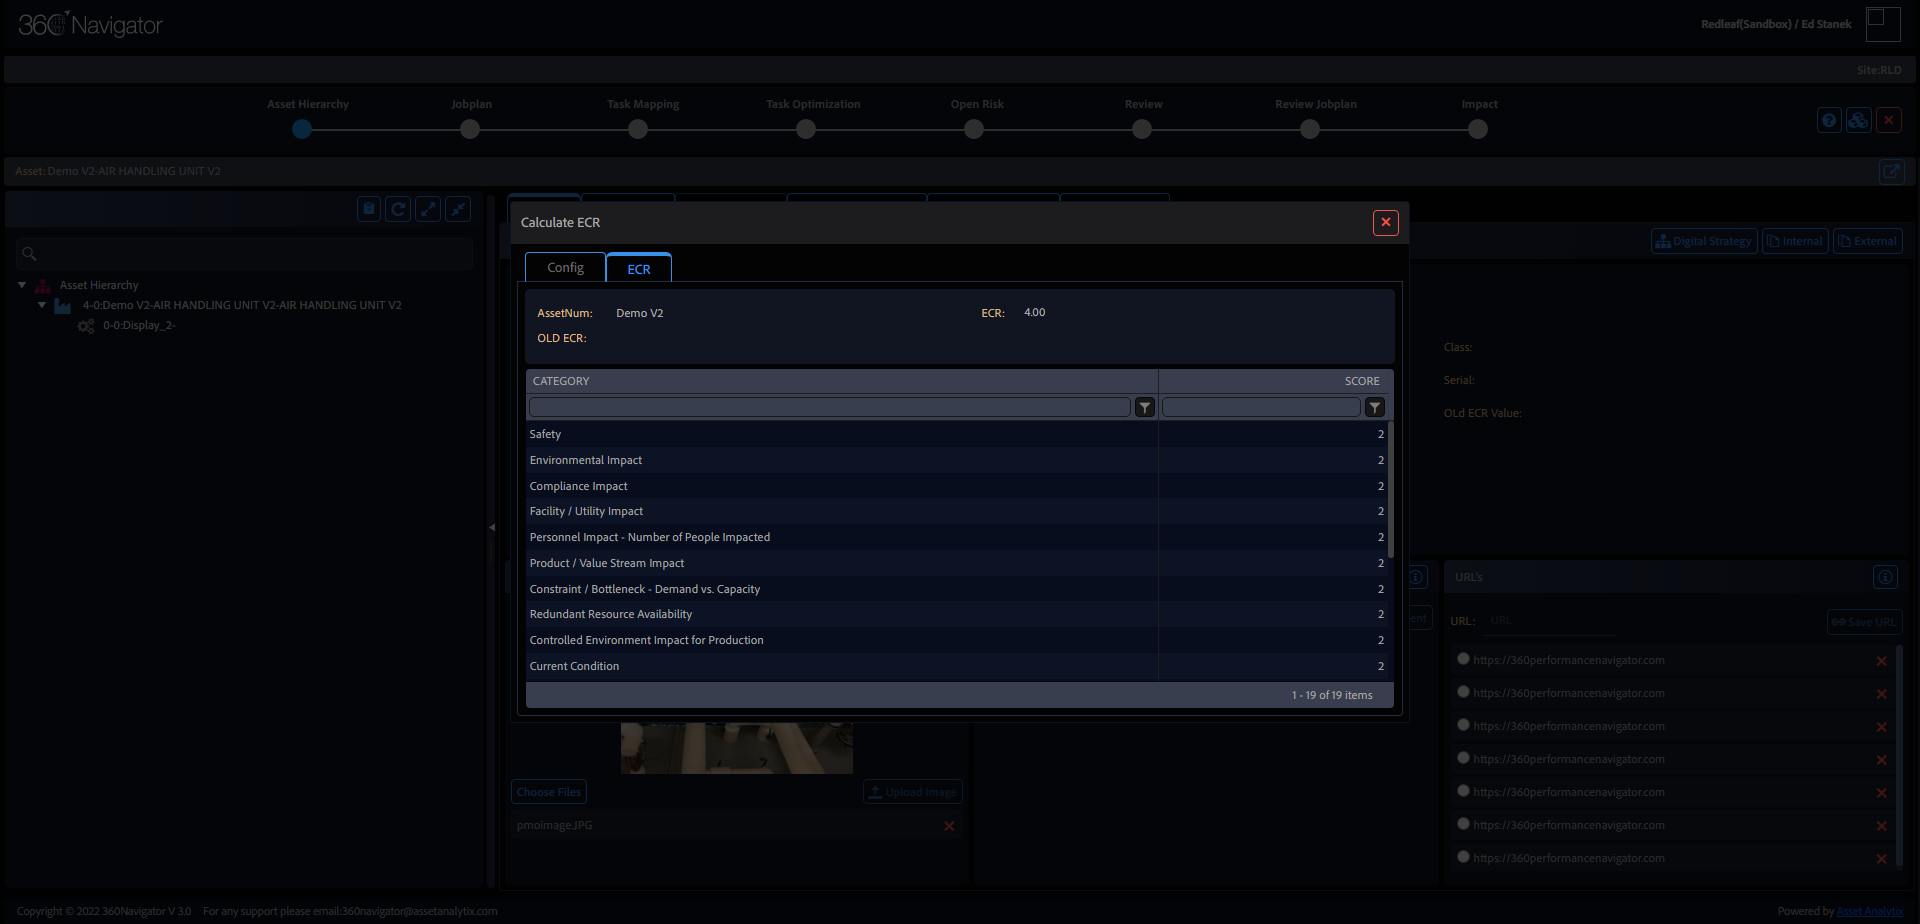 360 Navigator
Redleaf(Sandbox) / Ed Stanek
Site:RLD
Asset Hierarchy
Jobplan
Task Mapping
Task Optimization
Open Risk
Review
Review Jobplan
Impact
Asset: Demo V2-AIR HANDLING UNIT V2
Digital Strategy
Internal
External
Asset Hierarchy
4-0:Demo V2-AIR HANDLING UNIT V2-AIR HANDLING UNIT V2
0-0:Display_2-
Calculate ECR
Config
ECR
AssetNum: Demo V2
ECR: 4.00
OLD ECR:
CATEGORY SCORE
Safety 2
Environmental Impact 2
Compliance Impact 2
Facility / Utility Impact 2
Personnel Impact - Number of People Impacted 2
Product / Value Stream Impact 2
Constraint / Bottleneck - Demand vs. Capacity 2
Redundant Resource Availability 2
Controlled Environment Impact for Production 2
Current Condition 2
1 - 19 of 19 items
Class:
Serial:
OLd ECR Value:
Choose Files
Upload Image
pmoimage.JPG
URL's
URL: URL
Save URL
https://360performancenavigator.com
https://360performancenavigator.com
https://360performancenavigator.com
https://360performancenavigator.com
https://360performancenavigator.com
https://360performancenavigator.com
https://360performancenavigator.com
Copyright © 2022 360Navigator V 3.0 For any support please email:360navigator@assetanalytix.com
Powered by Asset Analytix